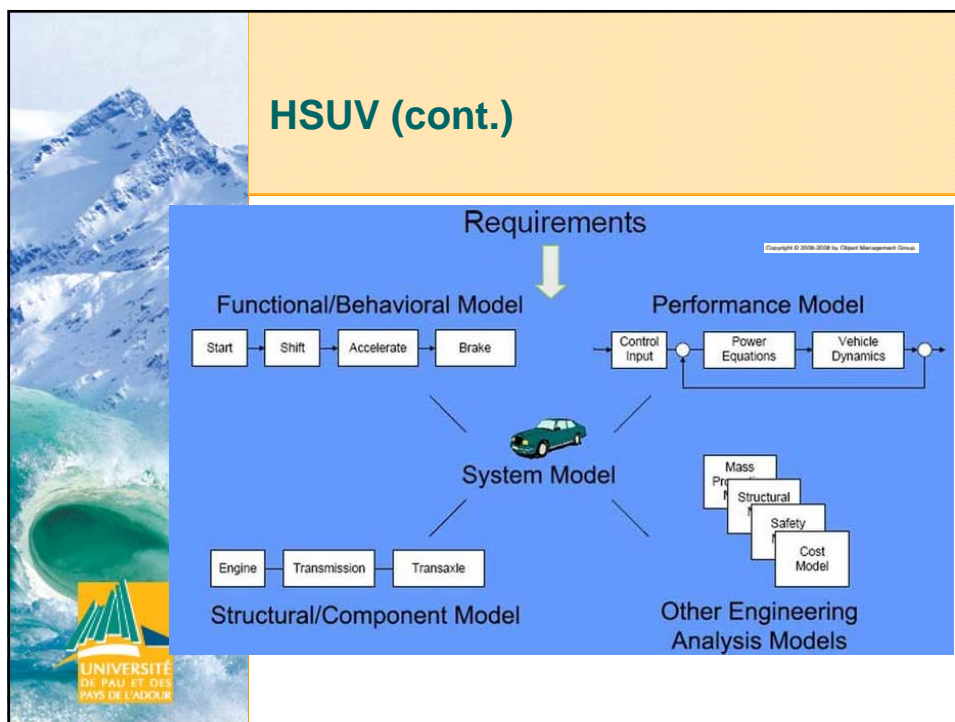 HSUV (cont.)
Requirements
Copyright © 2006-2008 by Object Management Group.
Functional/Behavioral Model
Performance Model
Start
Shift
Accelerate
Brake
Control
Input
Power
Equations
Vehicle
Dynamics
System Model
Mass
Structural
Safety
Cost
Model
Engine
Transmission
Transaxle
Structural/Component Model
Other Engineering
Analysis Models
UNIVERSITÉ
DE PAU ET DES
PAYS DE L'ADOUR